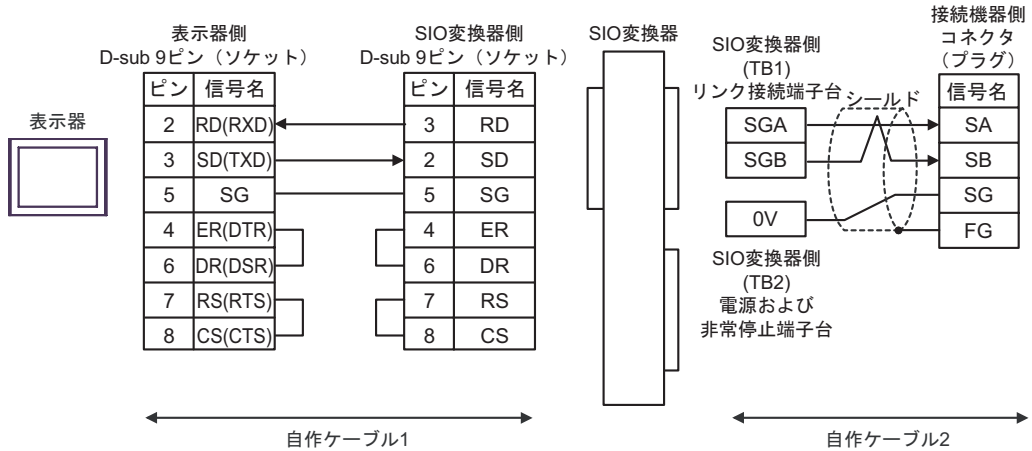 表示器
表示器側
D-sub 9ピン（ソケット）
ピン 信号名
2 RD(RXD)
3 SD(TXD)
5 SG
4 ER(DTR)
6 DR(DSR)
7 RS(RTS)
8 CS(CTS)
SIO変換器側
D-sub 9ピン（ソケット）
ピン 信号名
3 RD
2 SD
5 SG
4 ER
6 DR
7 RS
8 CS
自作ケーブル1
SIO変換器
SIO変換器側
(TB1)
リンク接続端子台
SGA
SGB
0V
SIO変換器側
(TB2)
電源および
非常停止端子台
シールド
接続機器側
コネクタ
（プラグ）
信号名
SA
SB
SG
FG
自作ケーブル2